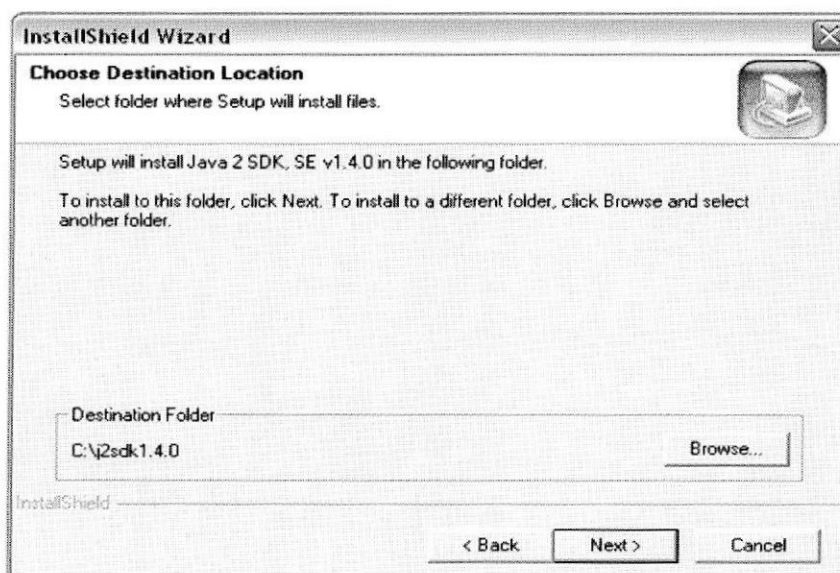 InstallShield Wizard
Choose Destination Location
Select folder where Setup will install files.
Setup will install Java 2 SDK, SE v1.4.0 in the following folder.
To install to this folder, click Next. To install to a different folder, click Browse and select
another folder.
Destination Folder
C:\j2sdk1.4.0
Browse...
InstallShield
< Back
Next >
Cancel